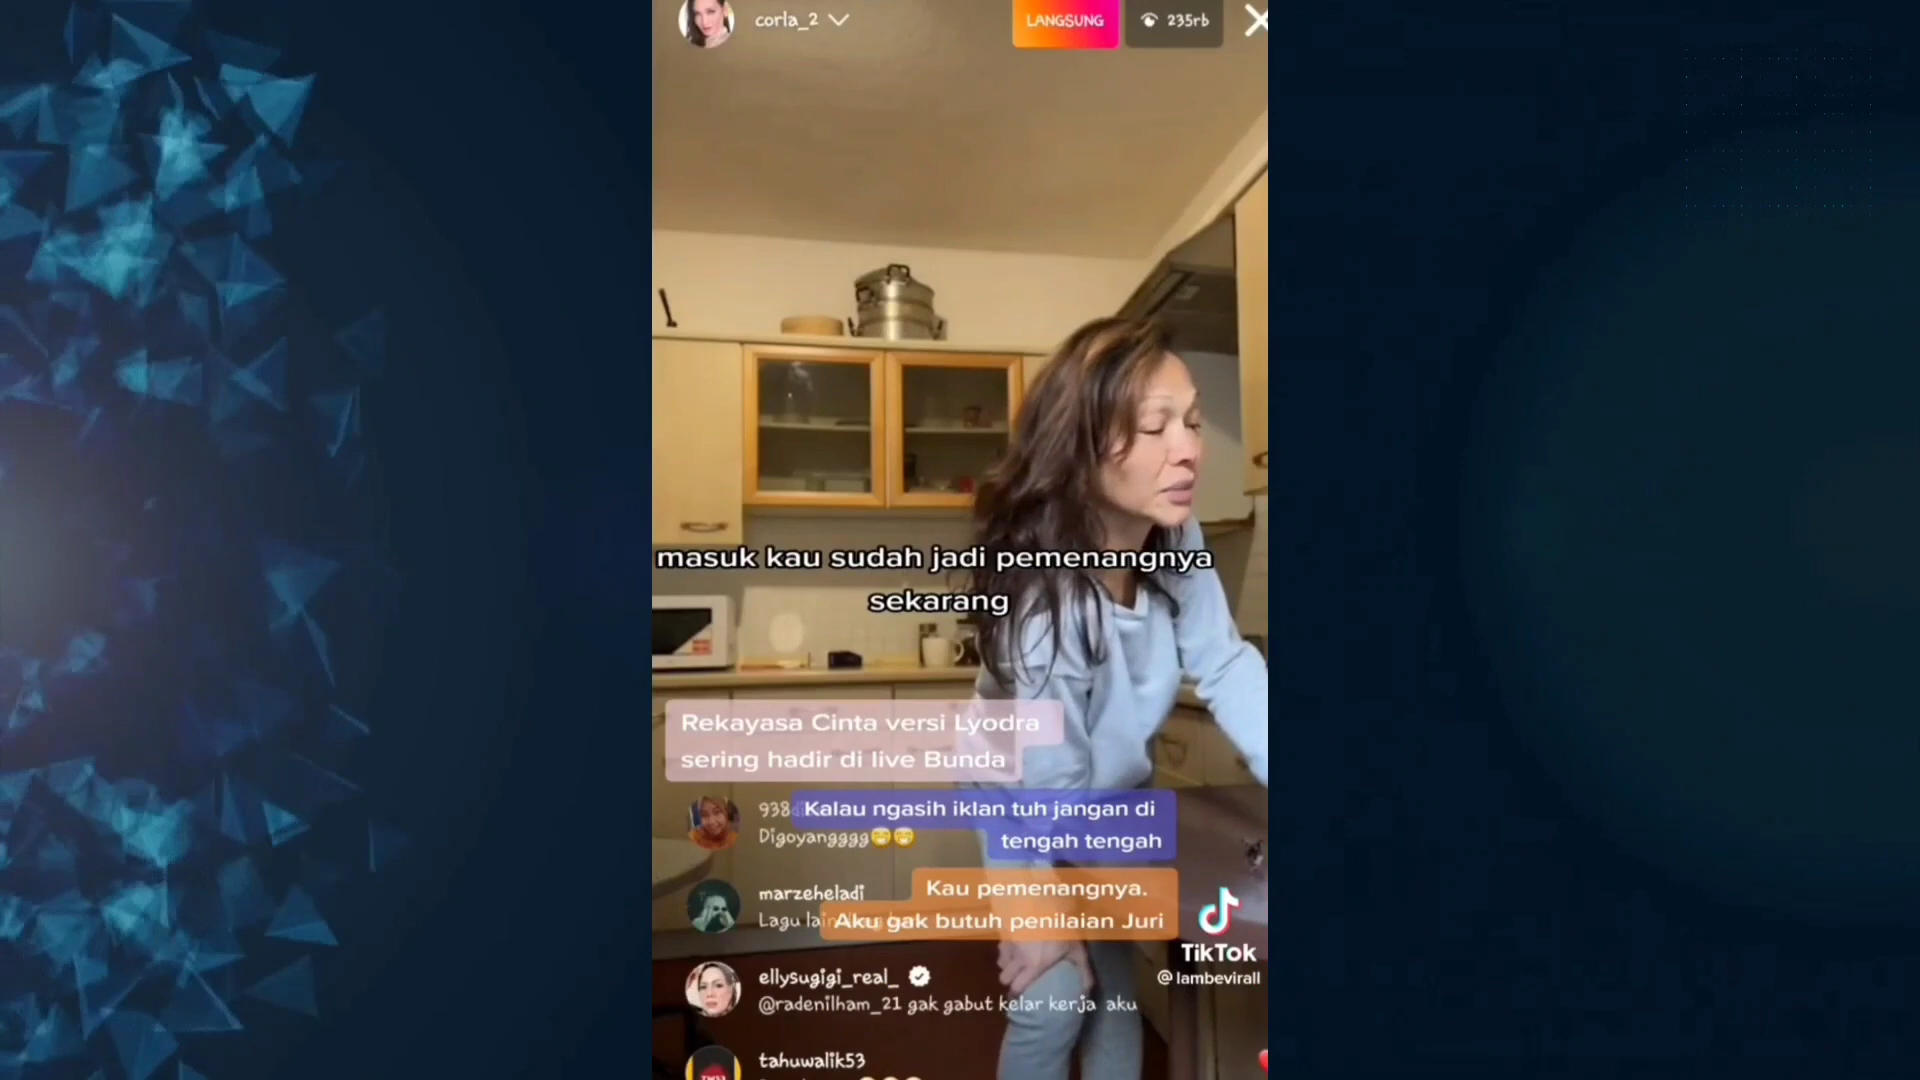 corla_2
LANGSUNG
235rb
masuk kau sudah jadi pemenangnya
sekarang
Rekayasa Cinta versi Lyodra
sering hadir di live Bunda
938
Kalau ngasih iklan tuh jangan di
tengah tengah
Digoyangggg😁😁
marzeheladi
Kau pemenangnya.
Aku gak butuh penilaian Juri
Lagu
TikTok
@lambevirall
ellysugigi_real_
@radenilham_21 gak gabut kelar kerja aku
tahuwalik53